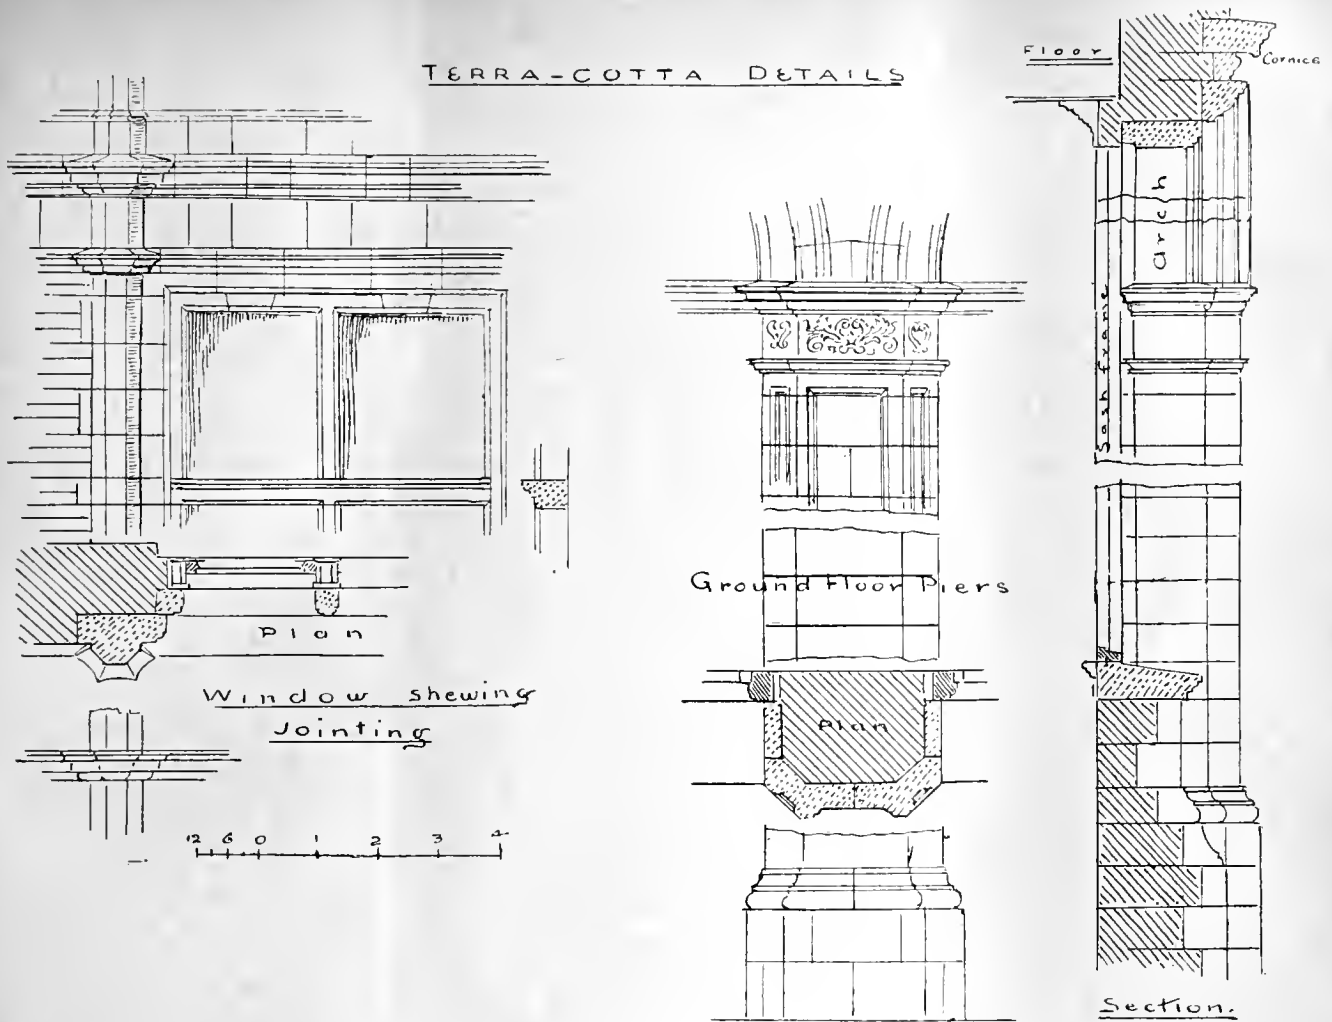 TERRA-COTTA DETAILS
Floor
Cornice
arch
Sash frame
Ground Floor Piers
Plan
Window shewing
Jointing
Plan
12 6 0 1 2 3 4
Section.